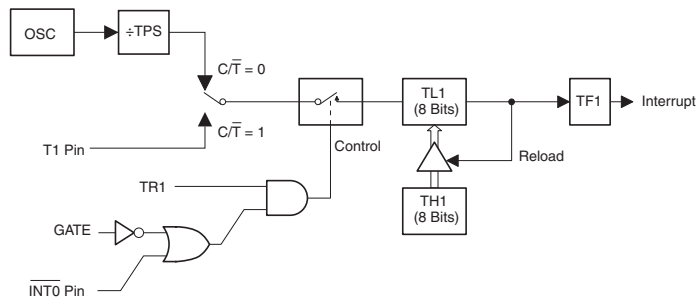 OSC
÷TPS
C/T̅ = 0
C/T̅ = 1
T1 Pin
TL1
(8 Bits)
TF1
Interrupt
Control
Reload
TR1
TH1
(8 Bits)
GATE
I̅N̅T̅0̅ Pin